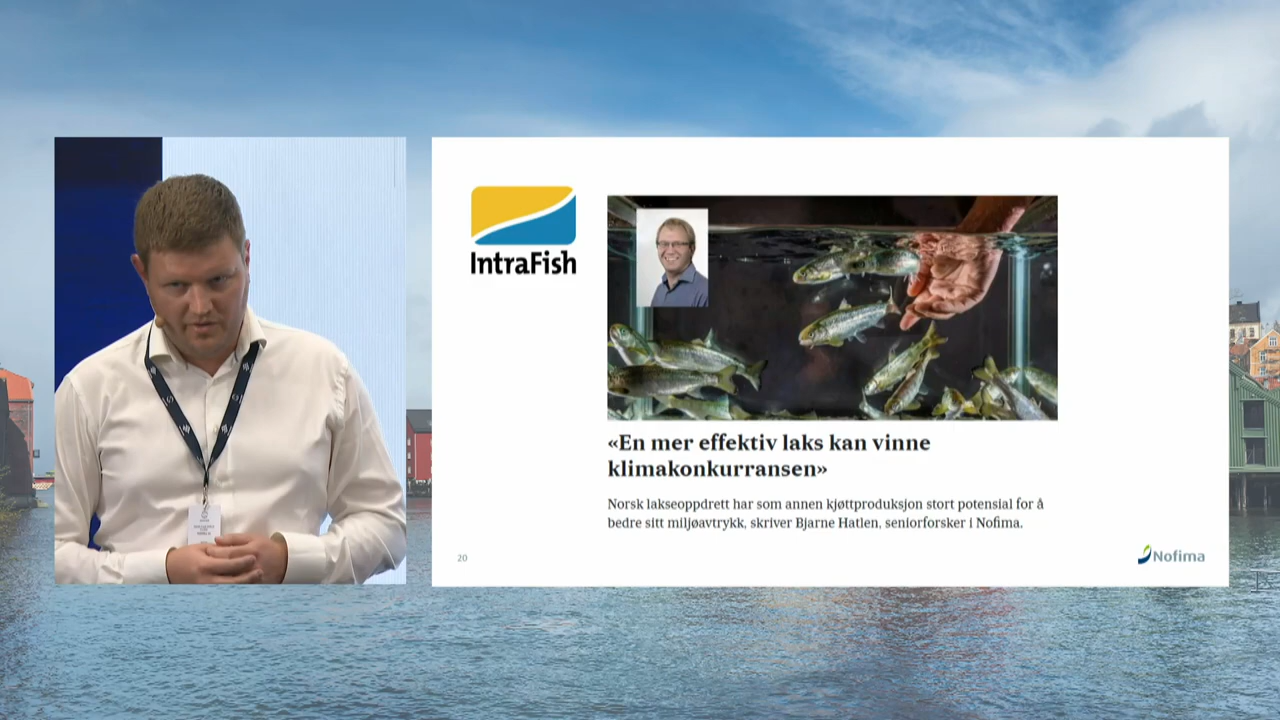 IntraFish
«En mer effektiv laks kan vinne
klimakonkurransen»
Norsk lakseoppdrett har som annen kjøttproduksjon stort potensial for å
bedre sitt miljøavtrykk, skriver Bjarne Hatlen, seniorforsker i Nofima.
20
Nofima